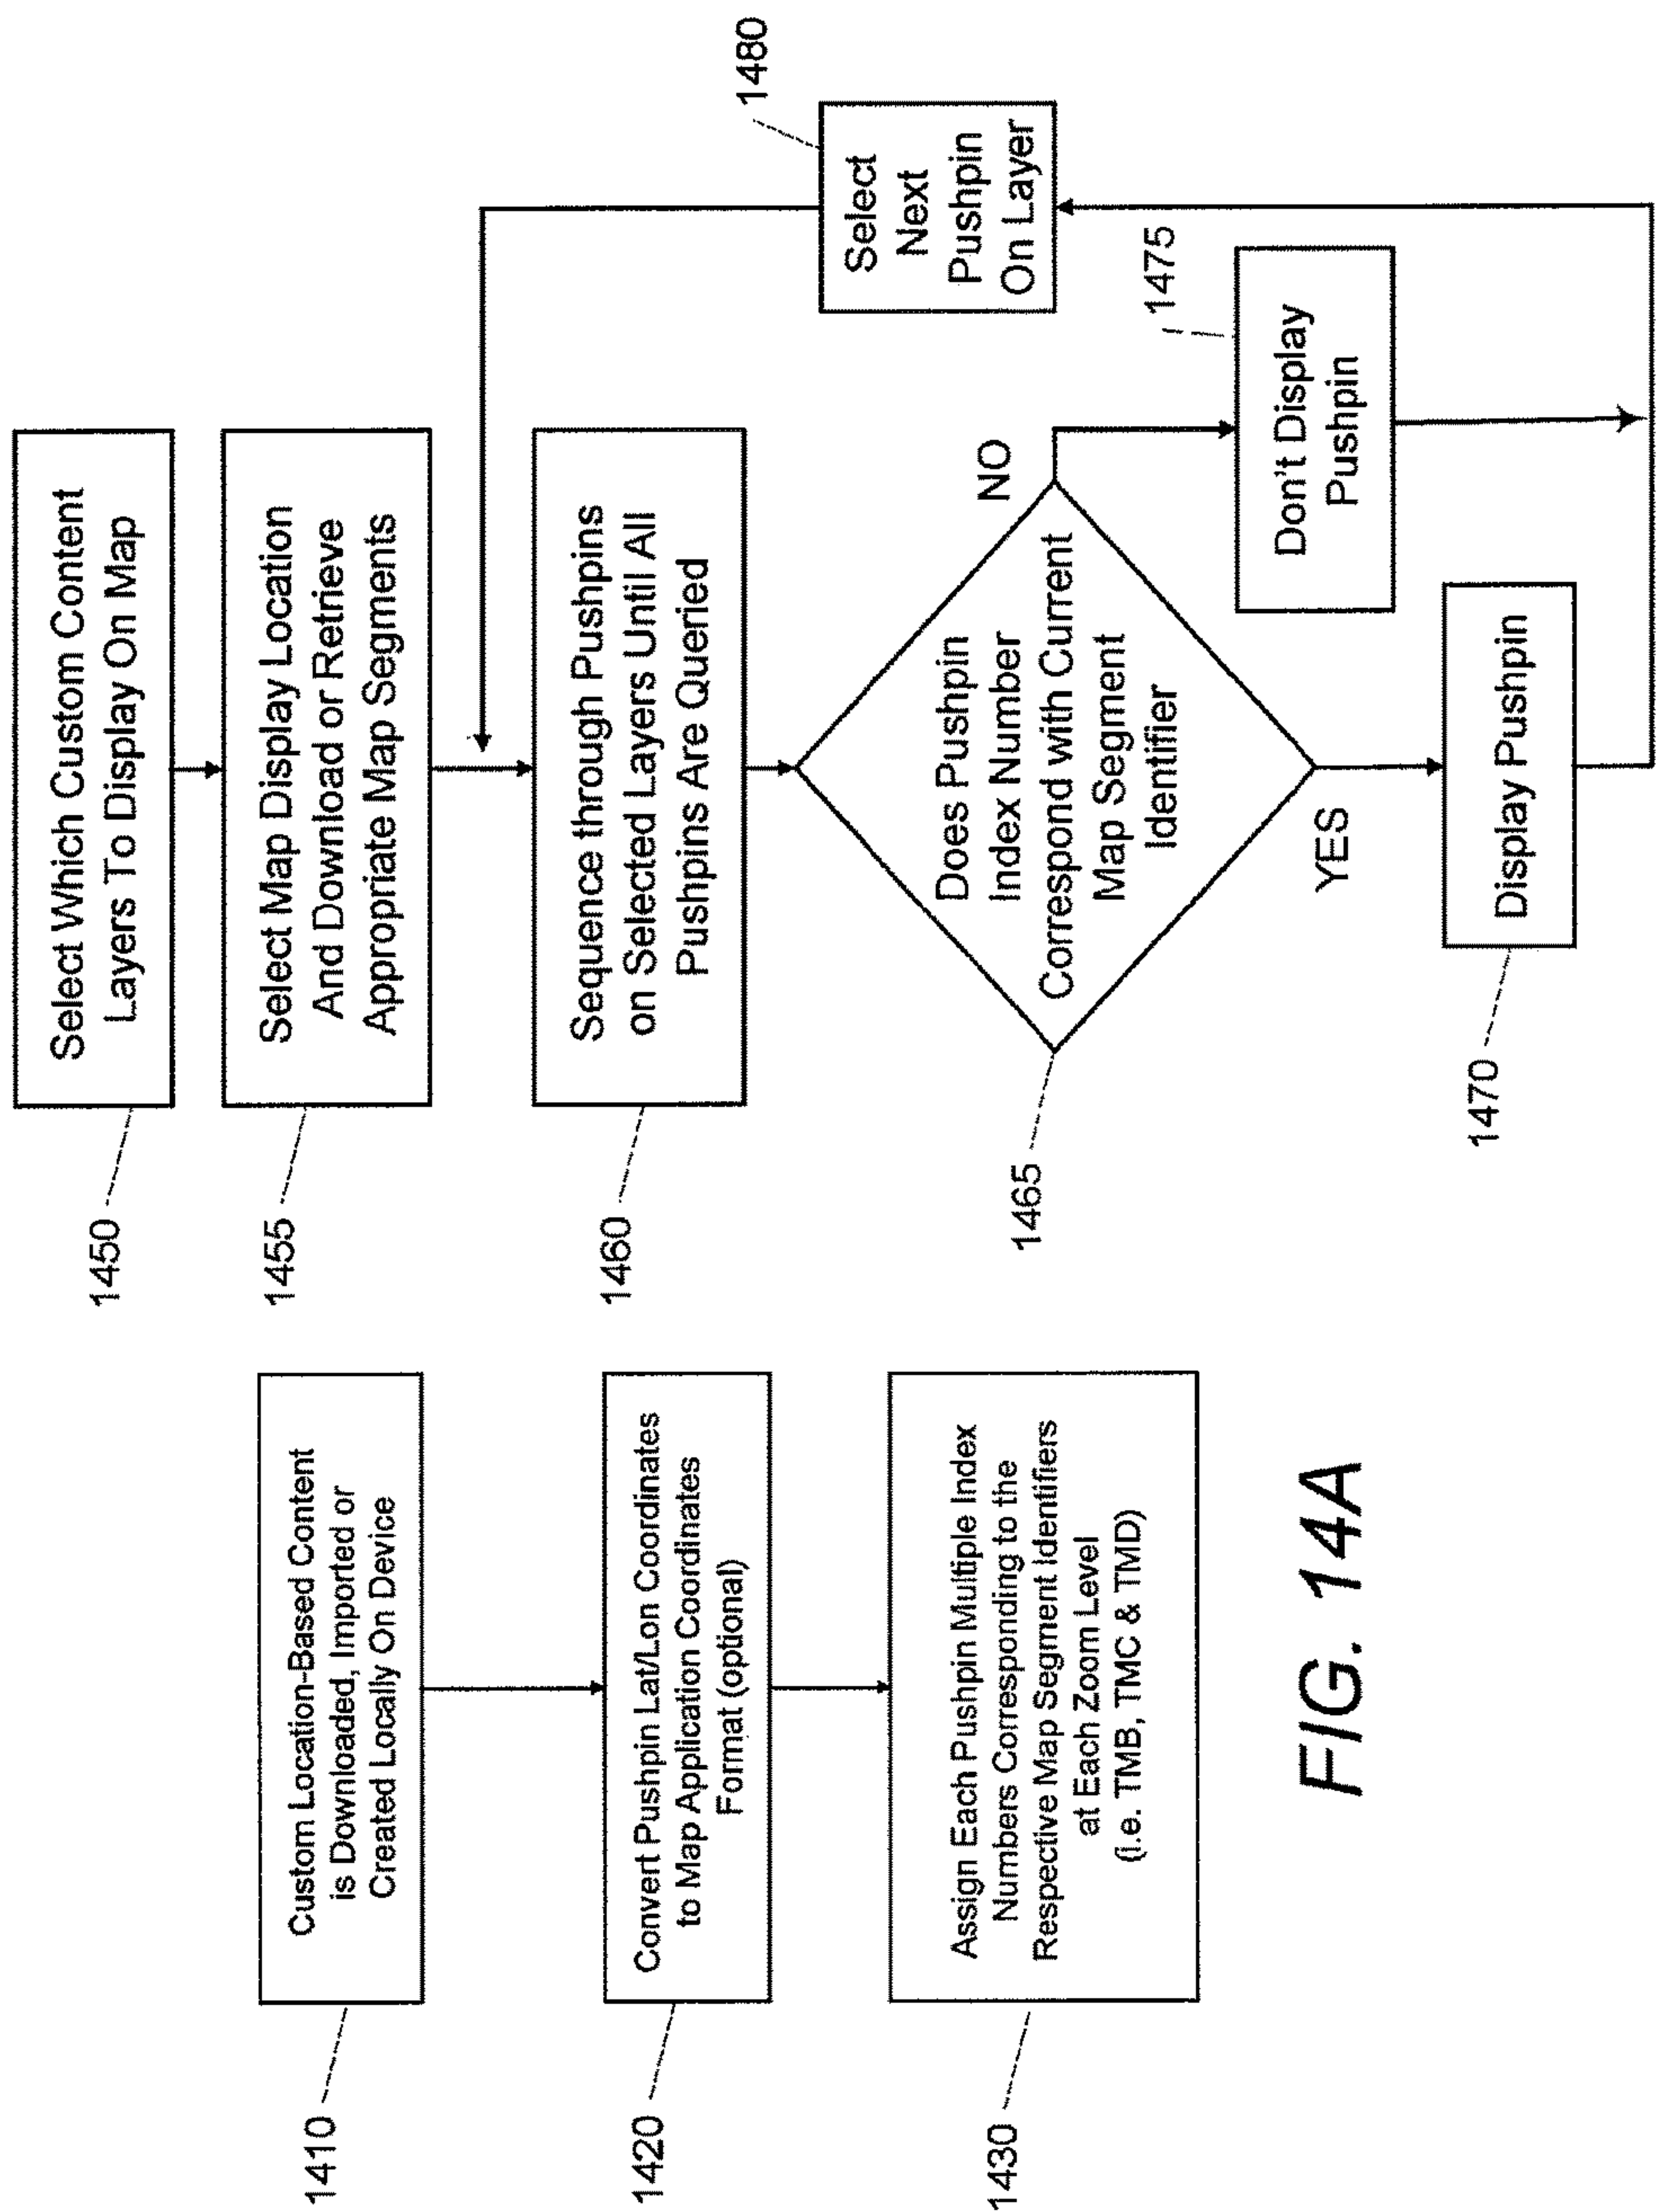 Custom Location-Based Content
is Downloaded, Imported or
Created Locally On Device
1410
Convert Pushpin Lat/Lon Coordinates
to Map Application Coordinates
Format (optional)
1420
Assign Each Pushpin Multiple Index
Numbers Corresponding to the
Respective Map Segment Identifiers
at Each Zoom Level
(i.e. TMB, TMC & TMD)
1430
Select Which Custom Content
Layers To Display On Map
1450
Select Map Display Location
And Download or Retrieve
Appropriate Map Segments
1455
Sequence through Pushpins
on Selected Layers Until All
Pushpins Are Queried
1460
Does Pushpin
Index Number
Correspond with Current
Map Segment
Identifier
1465
NO
YES
Display Pushpin
1470
Don't Display
Pushpin
1475
Select
Next
Pushpin
On Layer
1480
FIG. 14A